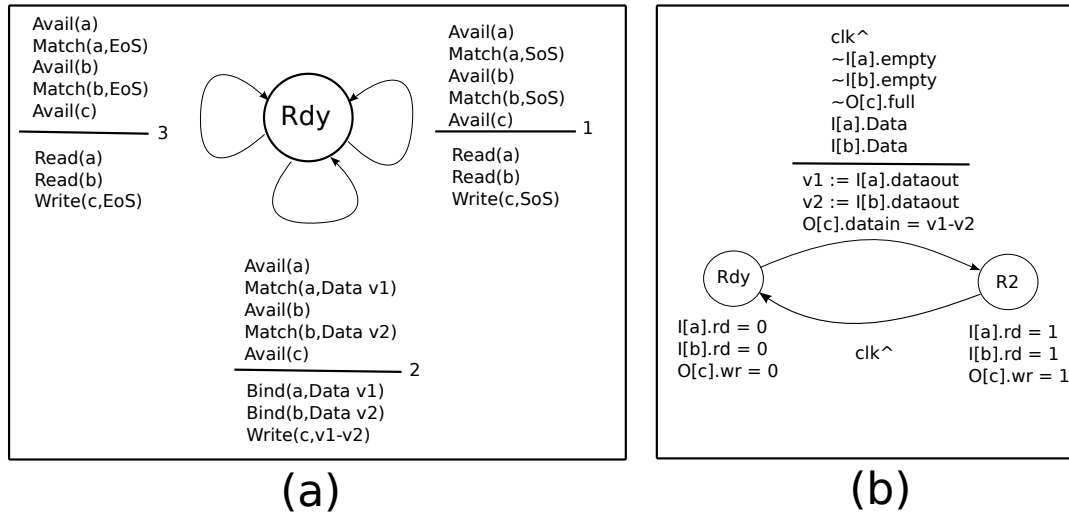 Avail(a)
Match(a,EoS)
Avail(b)
Match(b,EoS)
Avail(c)
3
Read(a)
Read(b)
Write(c,EoS)
Rdy
Avail(a)
Match(a,SoS)
Avail(b)
Match(b,SoS)
Avail(c)
1
Read(a)
Read(b)
Write(c,SoS)
Avail(a)
Match(a,Data v1)
Avail(b)
Match(b,Data v2)
Avail(c)
2
Bind(a,Data v1)
Bind(b,Data v2)
Write(c,v1-v2)
(a)
clk^
~I[a].empty
~I[b].empty
~O[c].full
I[a].Data
I[b].Data
v1 := I[a].dataout
v2 := I[b].dataout
O[c].datain = v1-v2
Rdy
R2
I[a].rd = 0
I[b].rd = 0
O[c].wr = 0
clk^
I[a].rd = 1
I[b].rd = 1
O[c].wr = 1
(b)